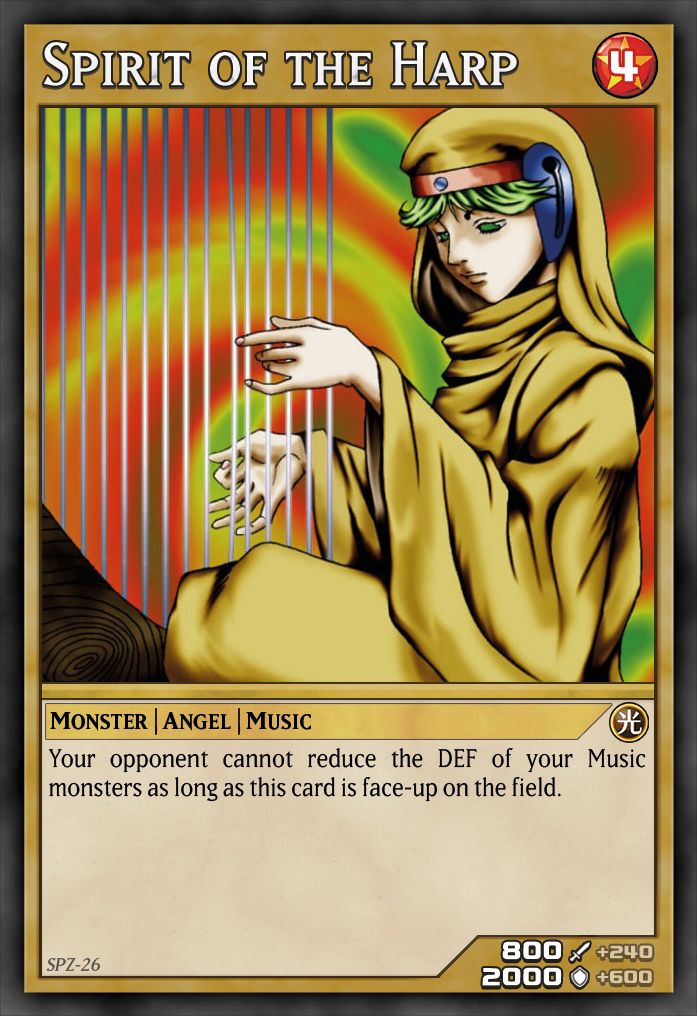 Spirit of the Harp
4
Monster | Angel | Music
光
Your opponent cannot reduce the DEF of your Music
monsters as long as this card is face-up on the field.
800 +240
SPZ-26
2000 +600